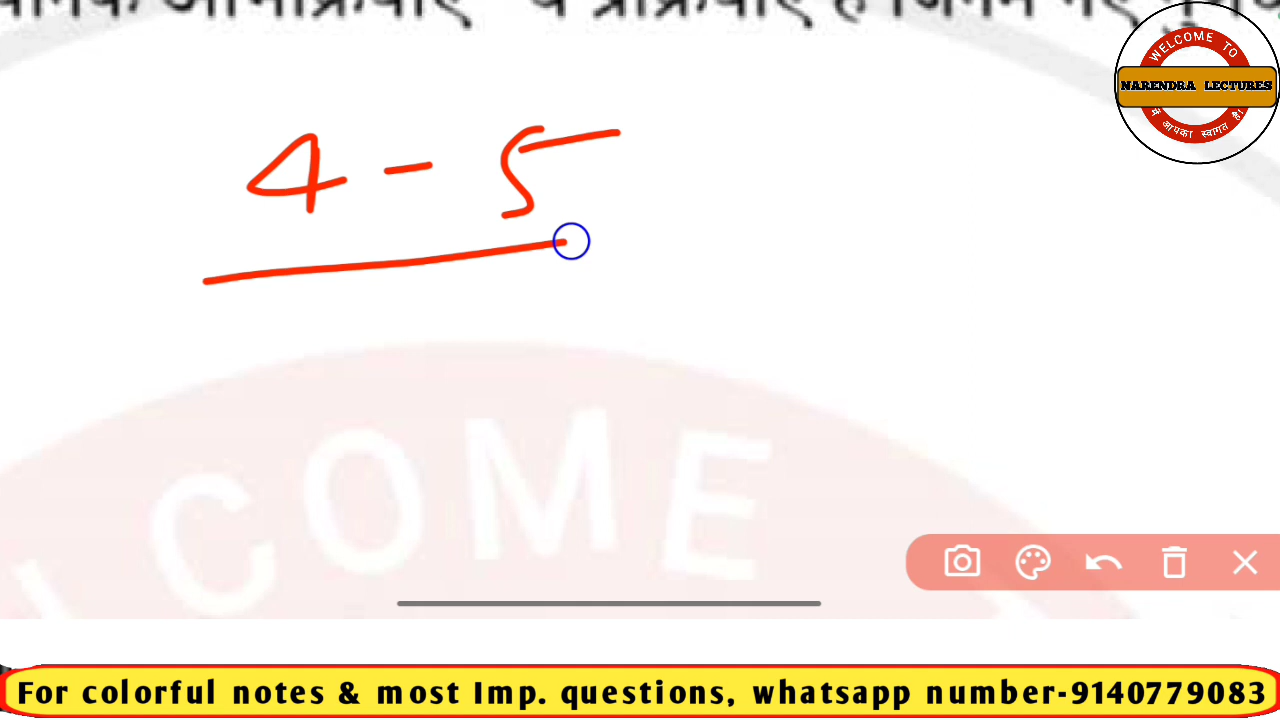 WELCOME TO
NARENDRA LECTURES
में आपका स्वागत है!
4 - 5
COME
For colorful notes & most Imp. questions, whatsapp number-9140779083